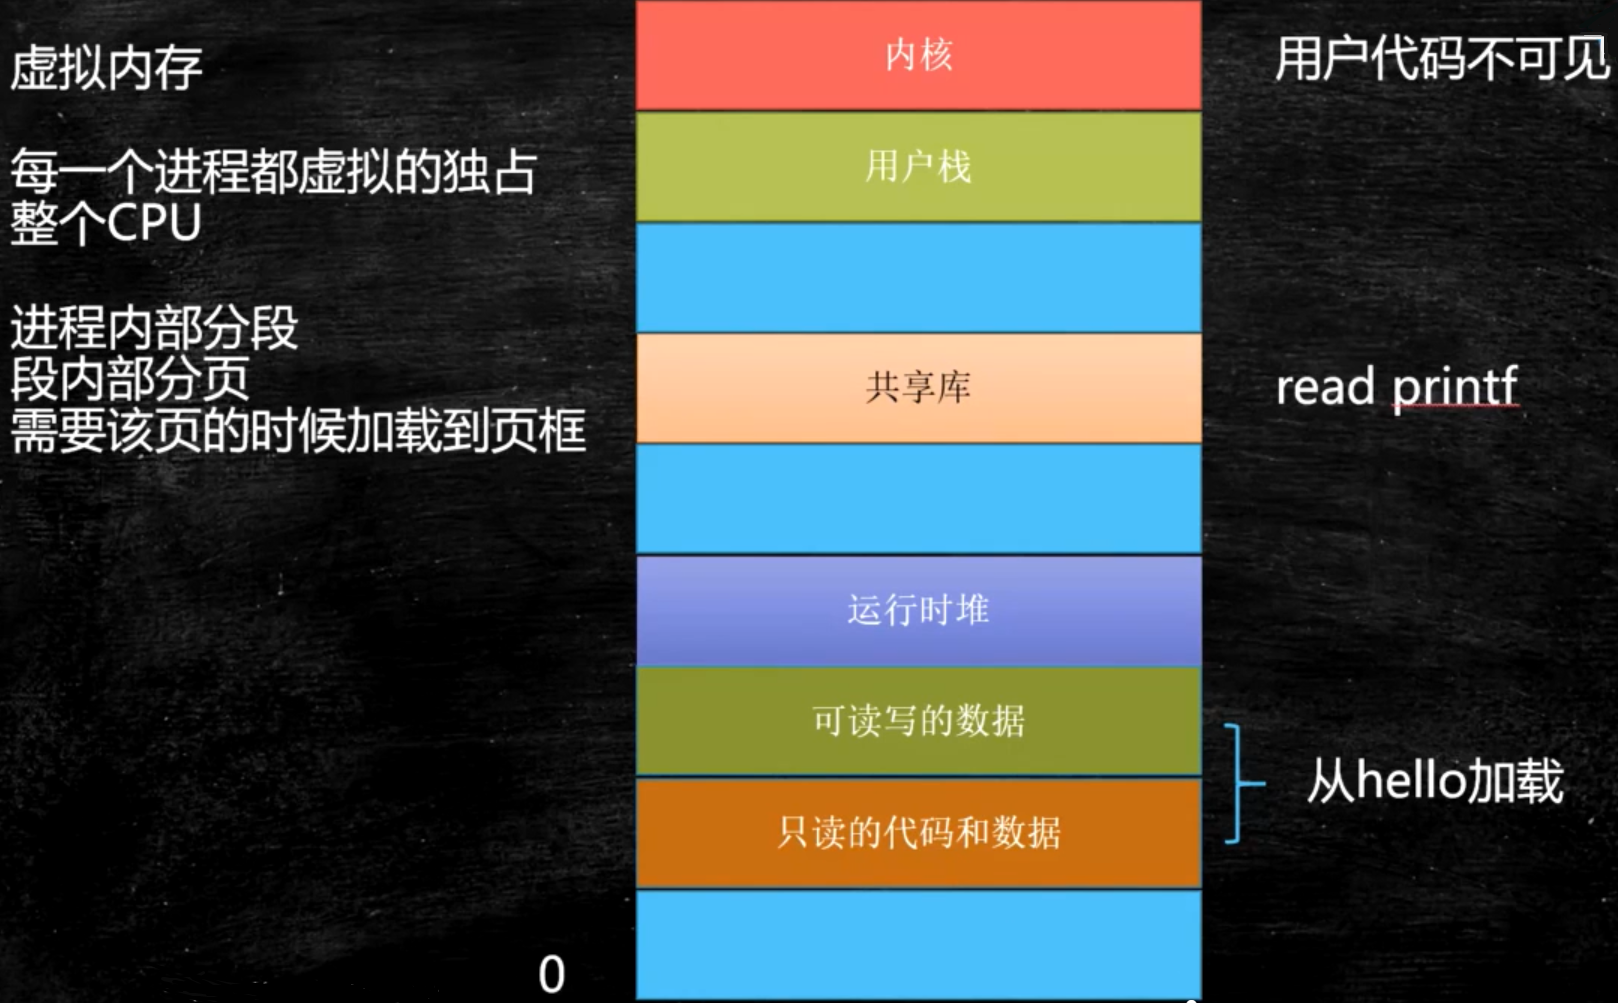 虚拟内存
每一个进程都虚拟的独占
整个CPU
进程内部分段
段内部分页
需要该页的时候加载到页框
内核
用户栈
共享库
运行时堆
可读写的数据
只读的代码和数据
0
用户代码不可见
read printf
从hello加载